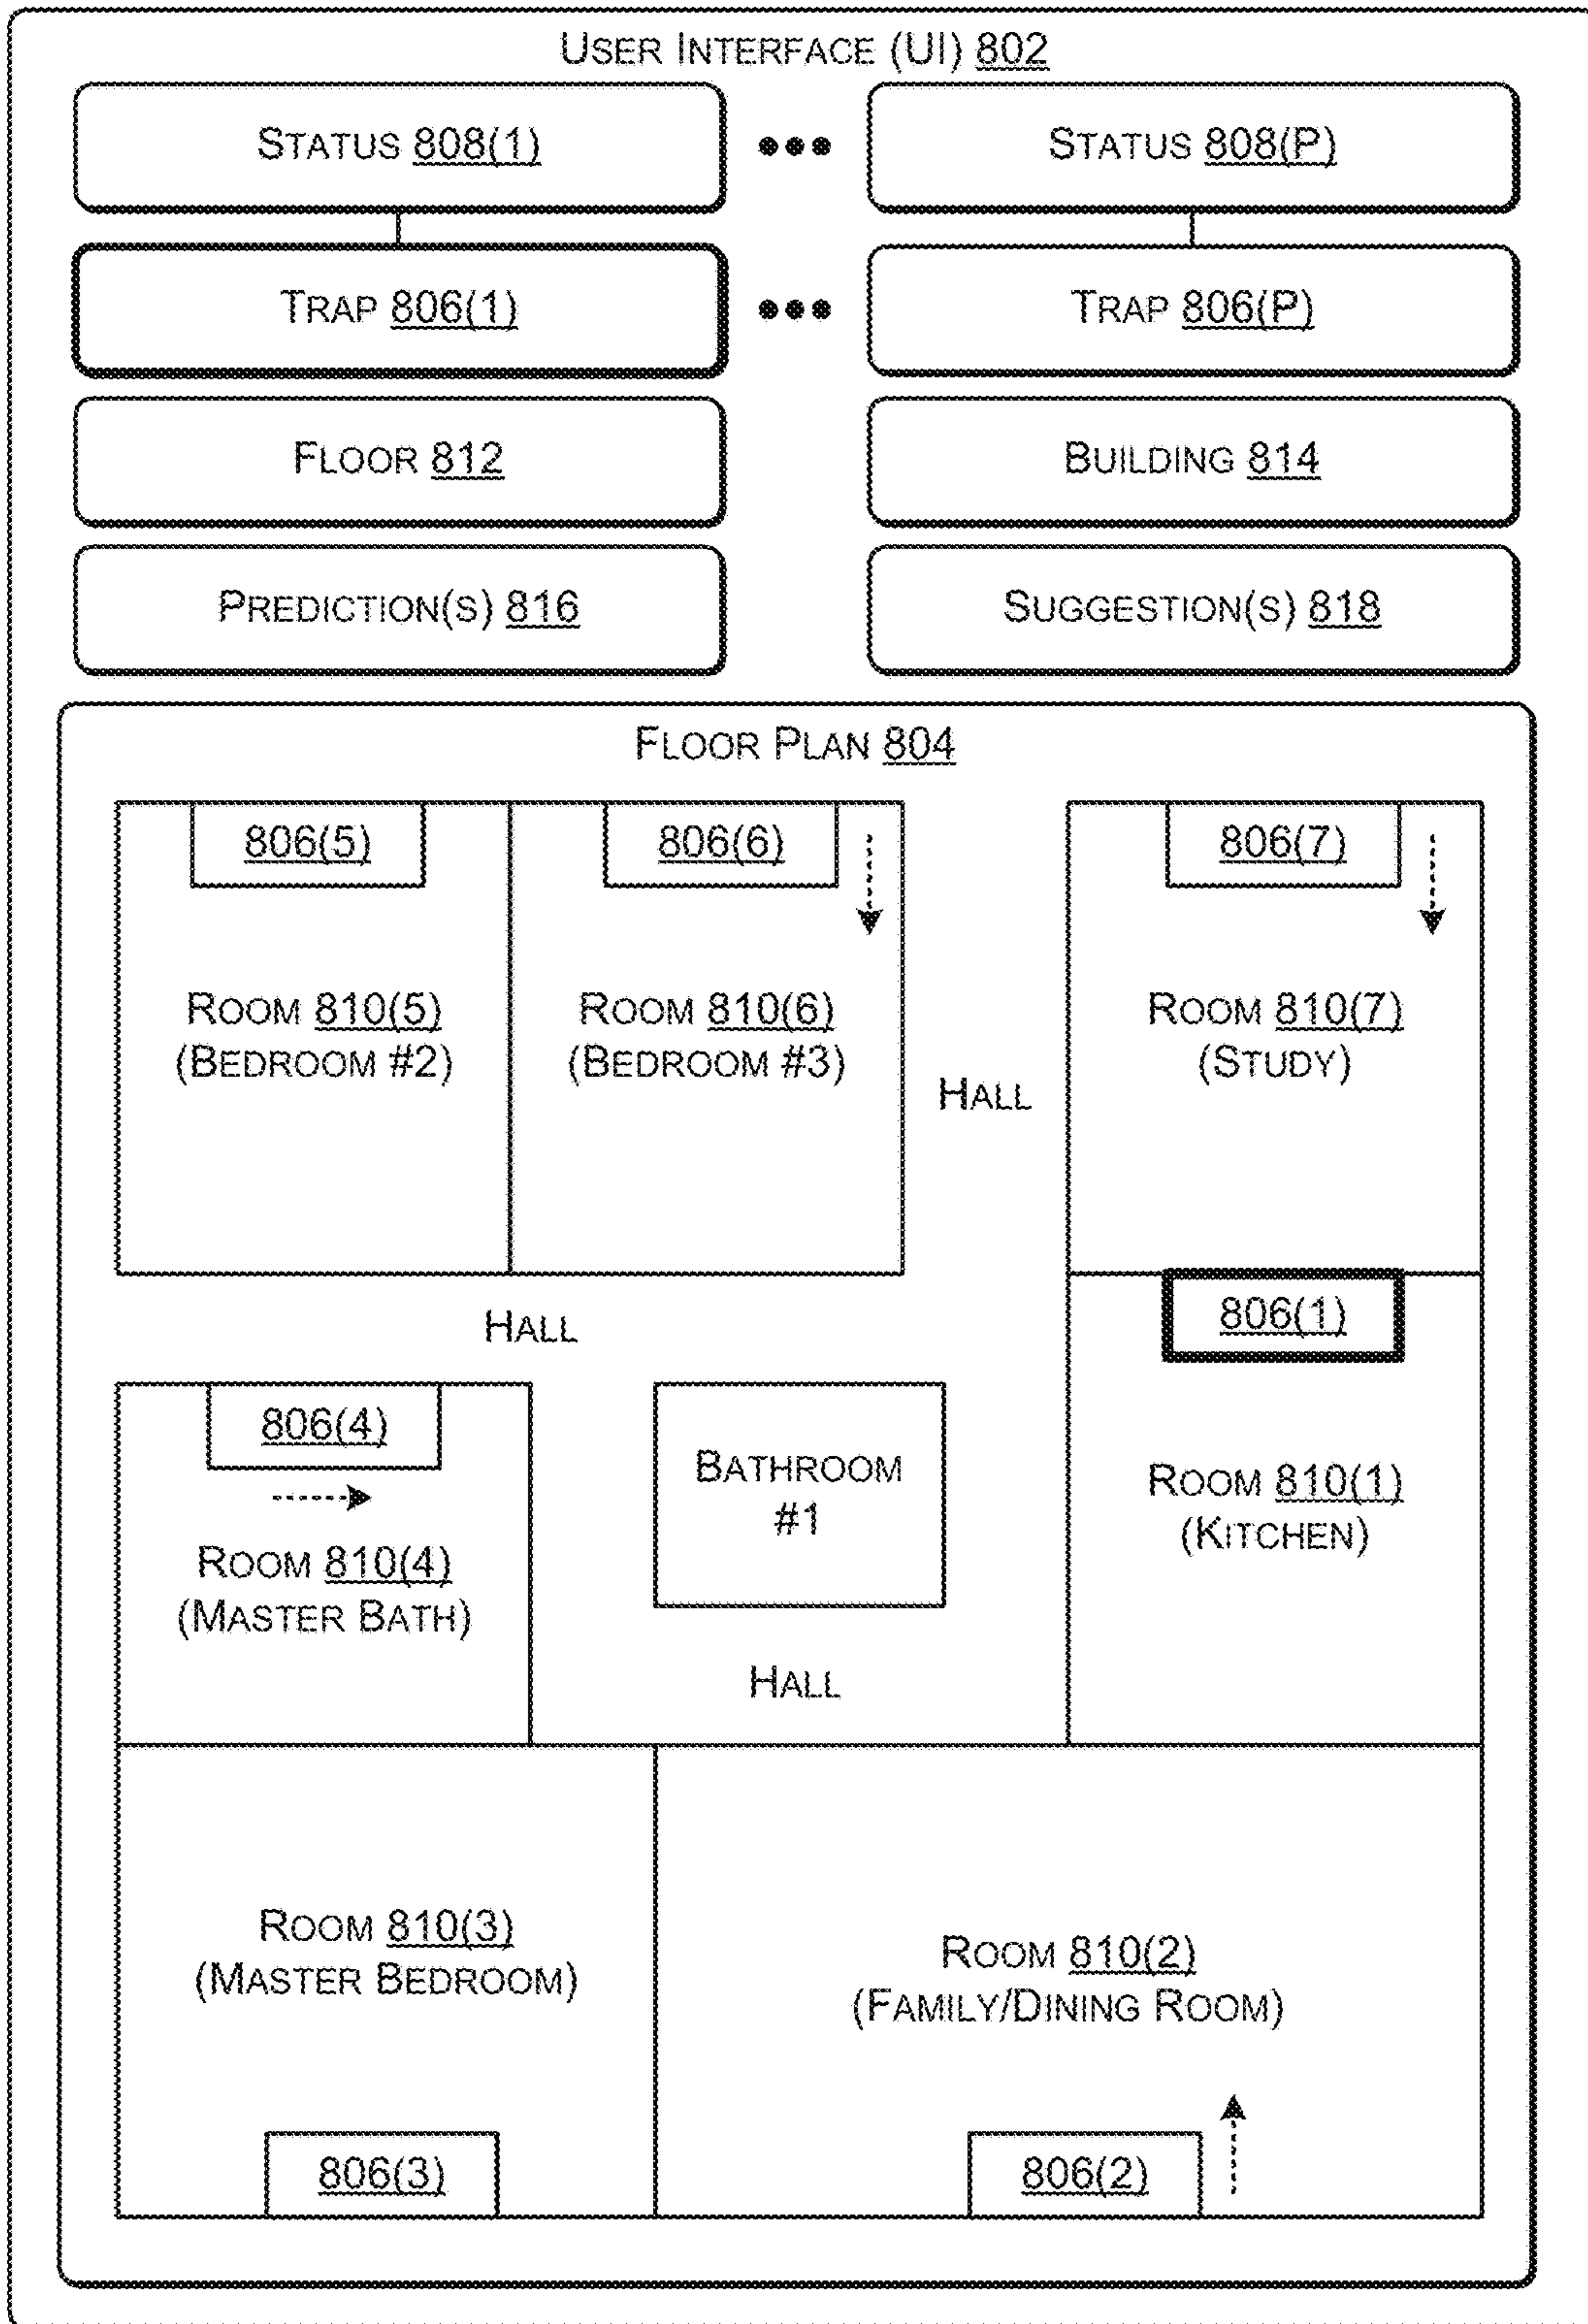 USER INTERFACE (UI) 802
STATUS 808(1)
STATUS 808(P)
TRAP 806(1)
TRAP 806(P)
FLOOR 812
BUILDING 814
PREDICTION(S) 816
SUGGESTION(S) 818
FLOOR PLAN 804
806(5)
806(6)
806(7)
ROOM 810(5)
(BEDROOM #2)
ROOM 810(6)
(BEDROOM #3)
ROOM 810(7)
(STUDY)
HALL
HALL
806(1)
806(4)
BATHROOM
#1
ROOM 810(1)
(KITCHEN)
ROOM 810(4)
(MASTER BATH)
HALL
ROOM 810(3)
(MASTER BEDROOM)
ROOM 810(2)
(FAMILY/DINING ROOM)
806(3)
806(2)